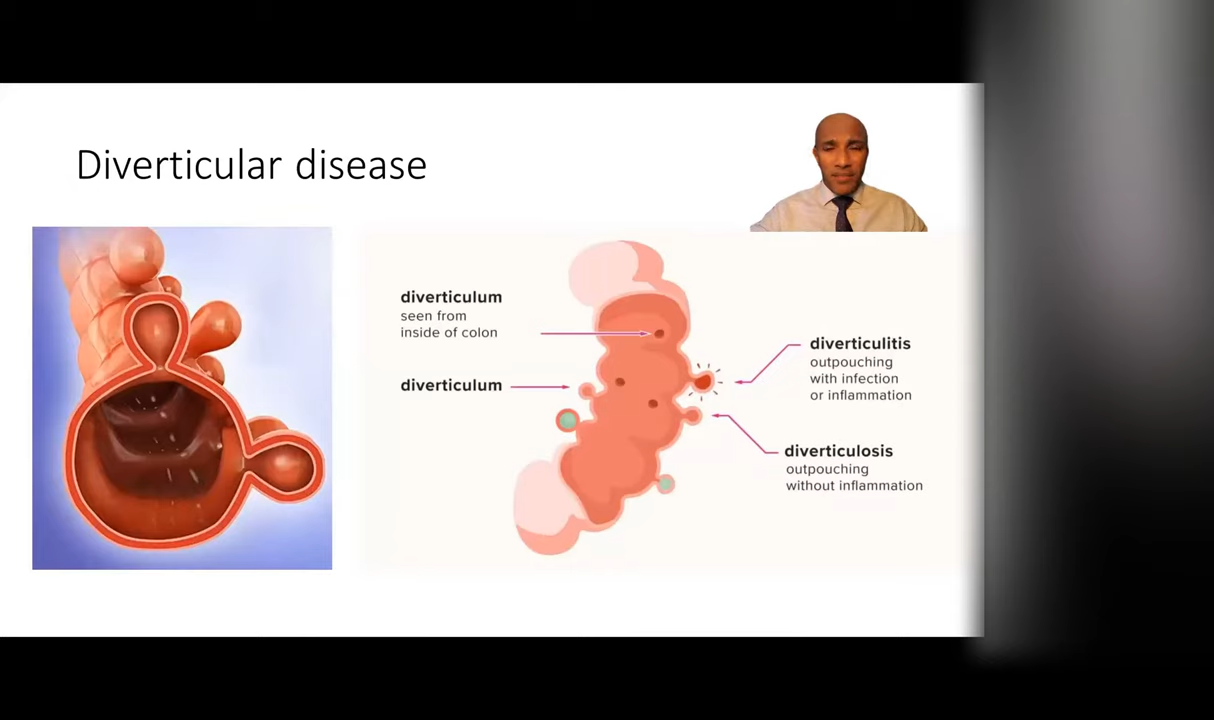 Diverticular disease
diverticulum
seen from
inside of colon
diverticulum
diverticulitis
outpouching
with infection
or inflammation
diverticulosis
outpouching
without inflammation